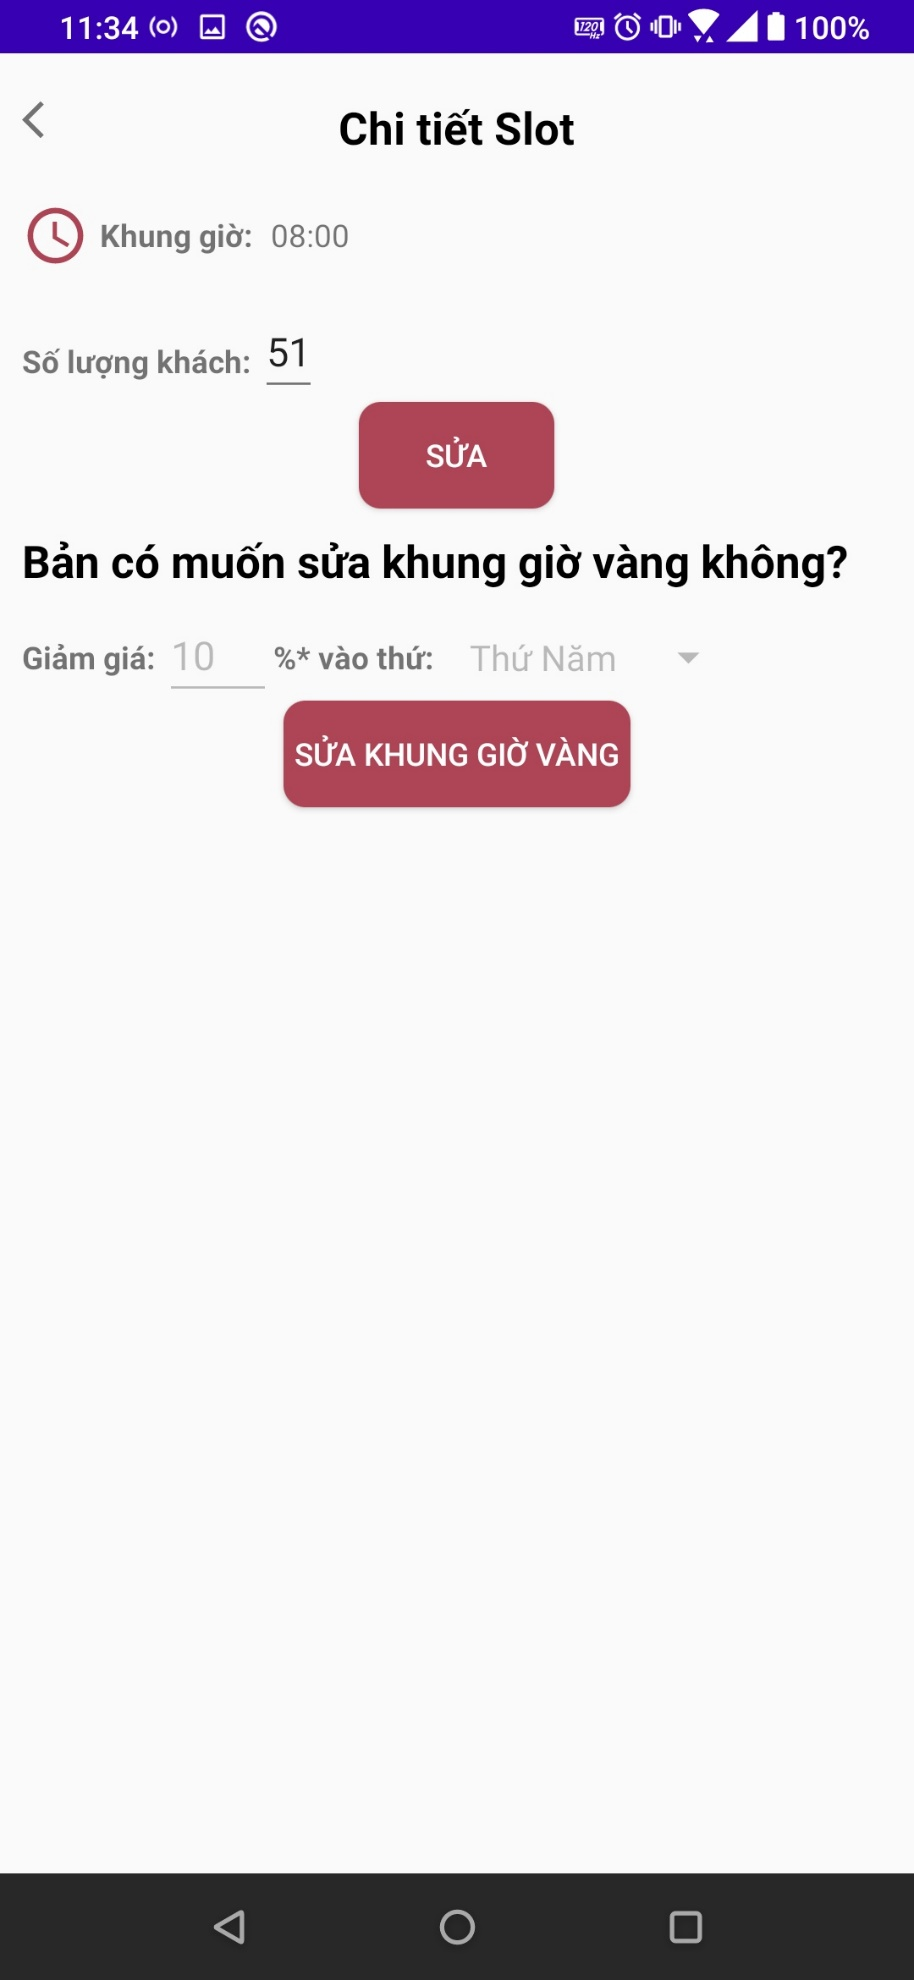 11:34 120Hz 100%
Chi tiết Slot
Khung giờ: 08:00
Số lượng khách: 51
SỬA
Bản có muốn sửa khung giờ vàng không?
Giảm giá: 10 %* vào thứ: Thứ Năm
SỬA KHUNG GIỜ VÀNG